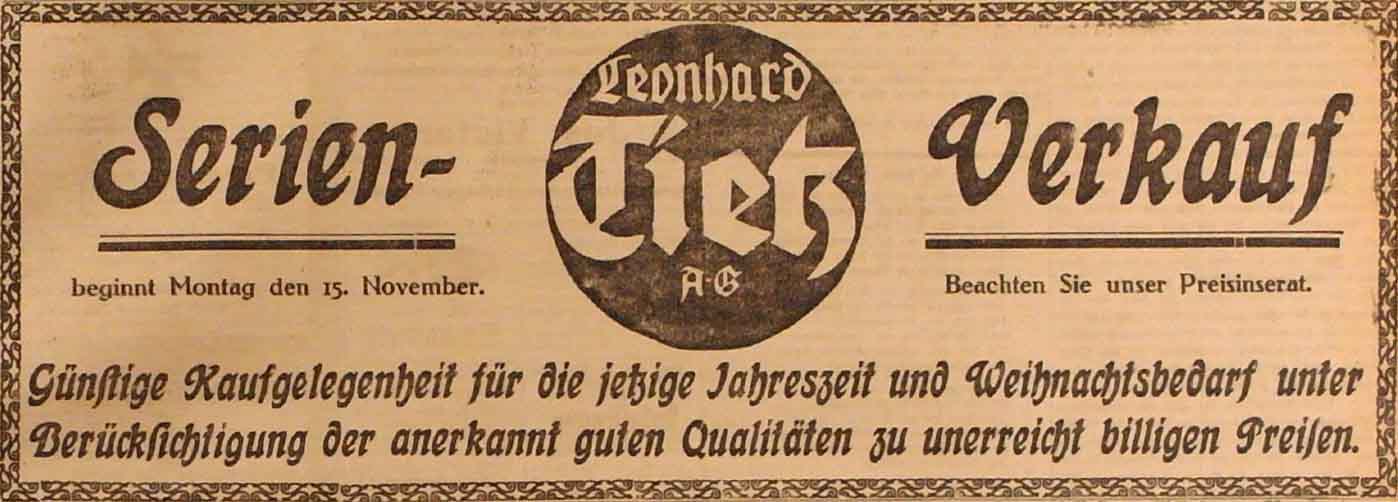 Serien-
Leonhard
Tietz
A-G
Verkauf
beginnt Montag den 15. November.
Beachten Sie unser Preisinserat.
Günstige Kaufgelegenheit für die jetzige Jahreszeit und Weihnachtsbedarf unter
Berücksichtigung der anerkannt guten Qualitäten zu unerreicht billigen Preisen.